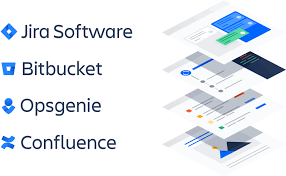 Jira Software
Bitbucket
Opsgenie
Confluence